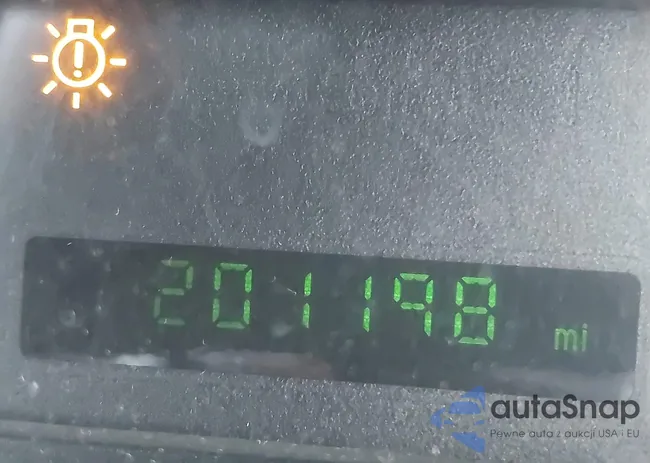 201198 mi
autaSnap
Pewne auta z aukcji USA i EU